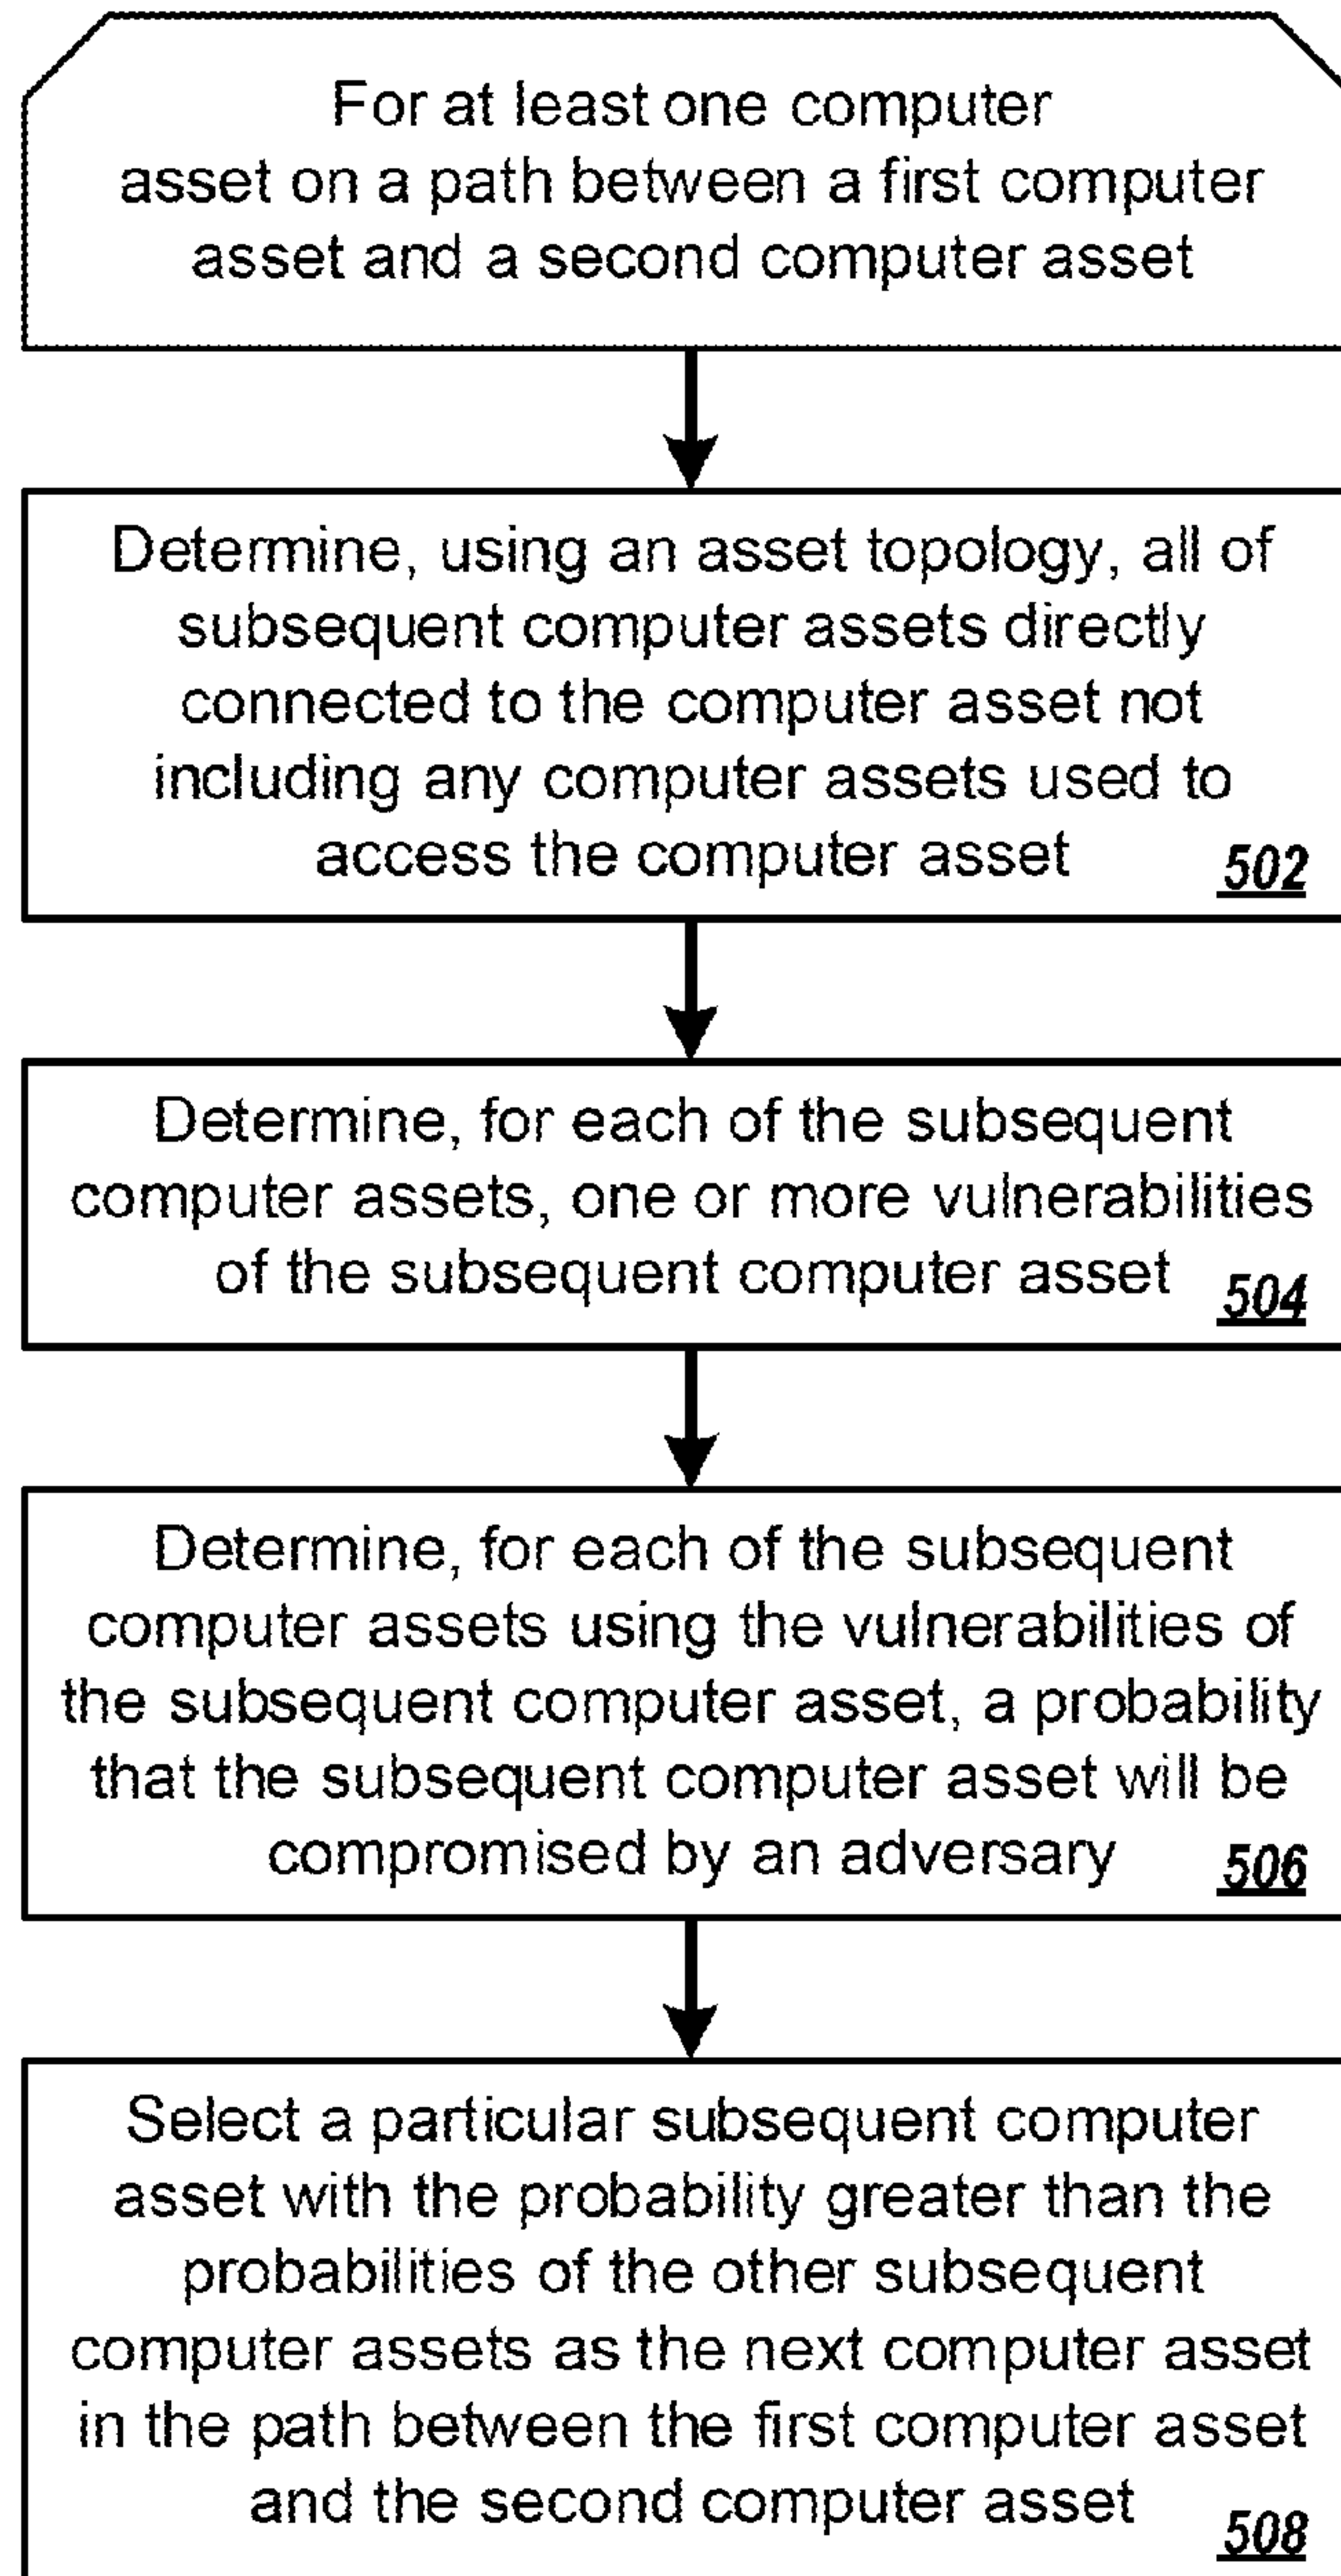 For at least one computer
asset on a path between a first computer
asset and a second computer asset
Determine, using an asset topology, all of
subsequent computer assets directly
connected to the computer asset not
including any computer assets used to
access the computer asset 502
Determine, for each of the subsequent
computer assets, one or more vulnerabilities
of the subsequent computer asset 504
Determine, for each of the subsequent
computer assets using the vulnerabilities of
the subsequent computer asset, a probability
that the subsequent computer asset will be
compromised by an adversary 506
Select a particular subsequent computer
asset with the probability greater than the
probabilities of the other subsequent
computer assets as the next computer asset
in the path between the first computer asset
and the second computer asset 508